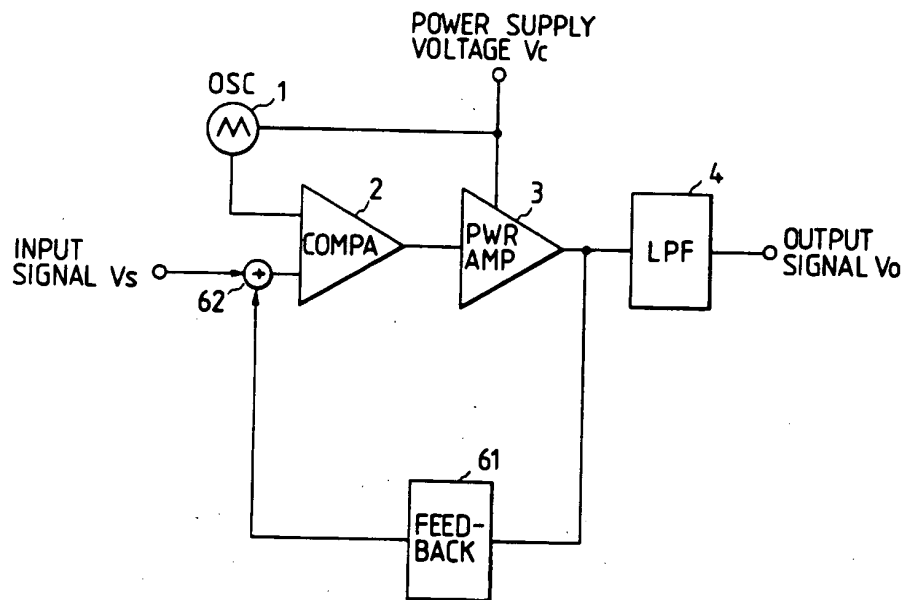 POWER SUPPLY
VOLTAGE Vc
OSC
1
2
3
4
COMPA
PWR
AMP
LPF
INPUT
SIGNAL Vs
62
OUTPUT
SIGNAL Vo
61
FEED-
BACK